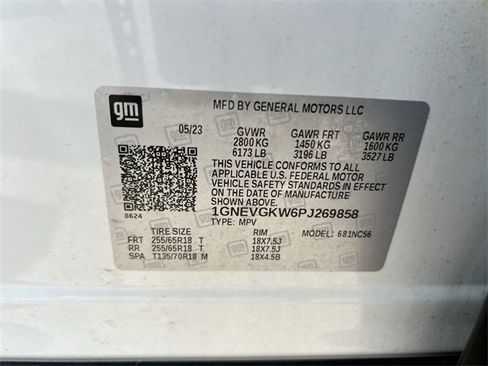 gm
MFD BY GENERAL MOTORS LLC
05/23 GVWR GAWR FRT GAWR RR
2800 KG 1450 KG 1600 KG
6173 LB 3196 LB 3527 LB
THIS VEHICLE CONFORMS TO ALL
APPLICABLE U.S. FEDERAL MOTOR
VEHICLE SAFETY STANDARDS IN EFFECT
ON THE DATE OF MANUFACTURE
SHOWN ABOVE.
8624 1GNEVGKW6PJ269858
TYPE: MPV MODEL: 681NC56
TIRE SIZE RIM
FRT 255/65R18 T 18X7.5J
RR 255/65R18 T 18X7.5J
SPA T135/70R18 M 18X4.5B